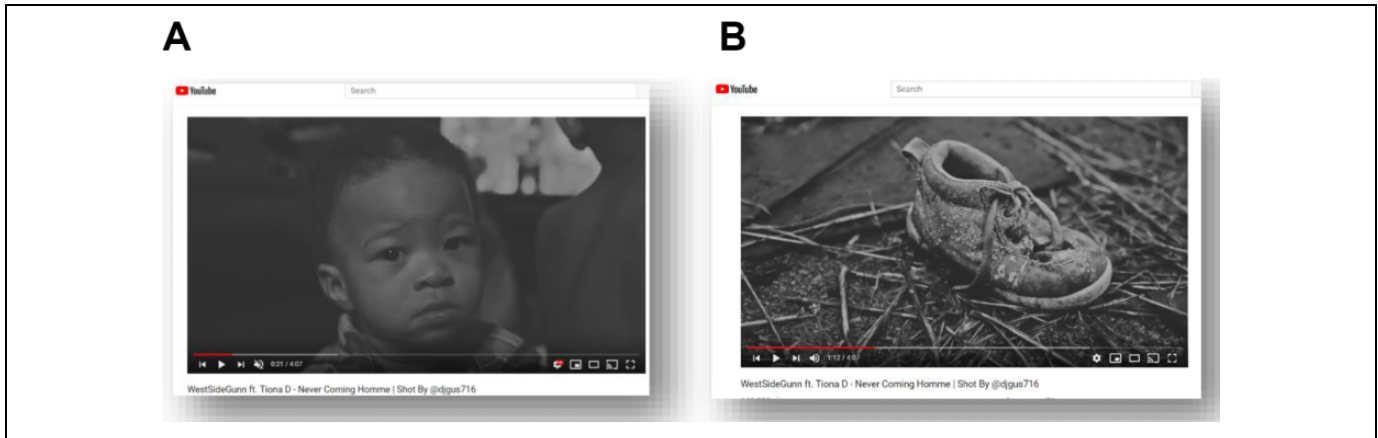 A
B
YouTube
Search
YouTube
Search
0:21 / 4:07
1:12 / 4:07
WestSideGunn ft. Tiona D - Never Coming Homme | Shot By @djgus716
WestSideGunn ft. Tiona D - Never Coming Homme | Shot By @djgus716